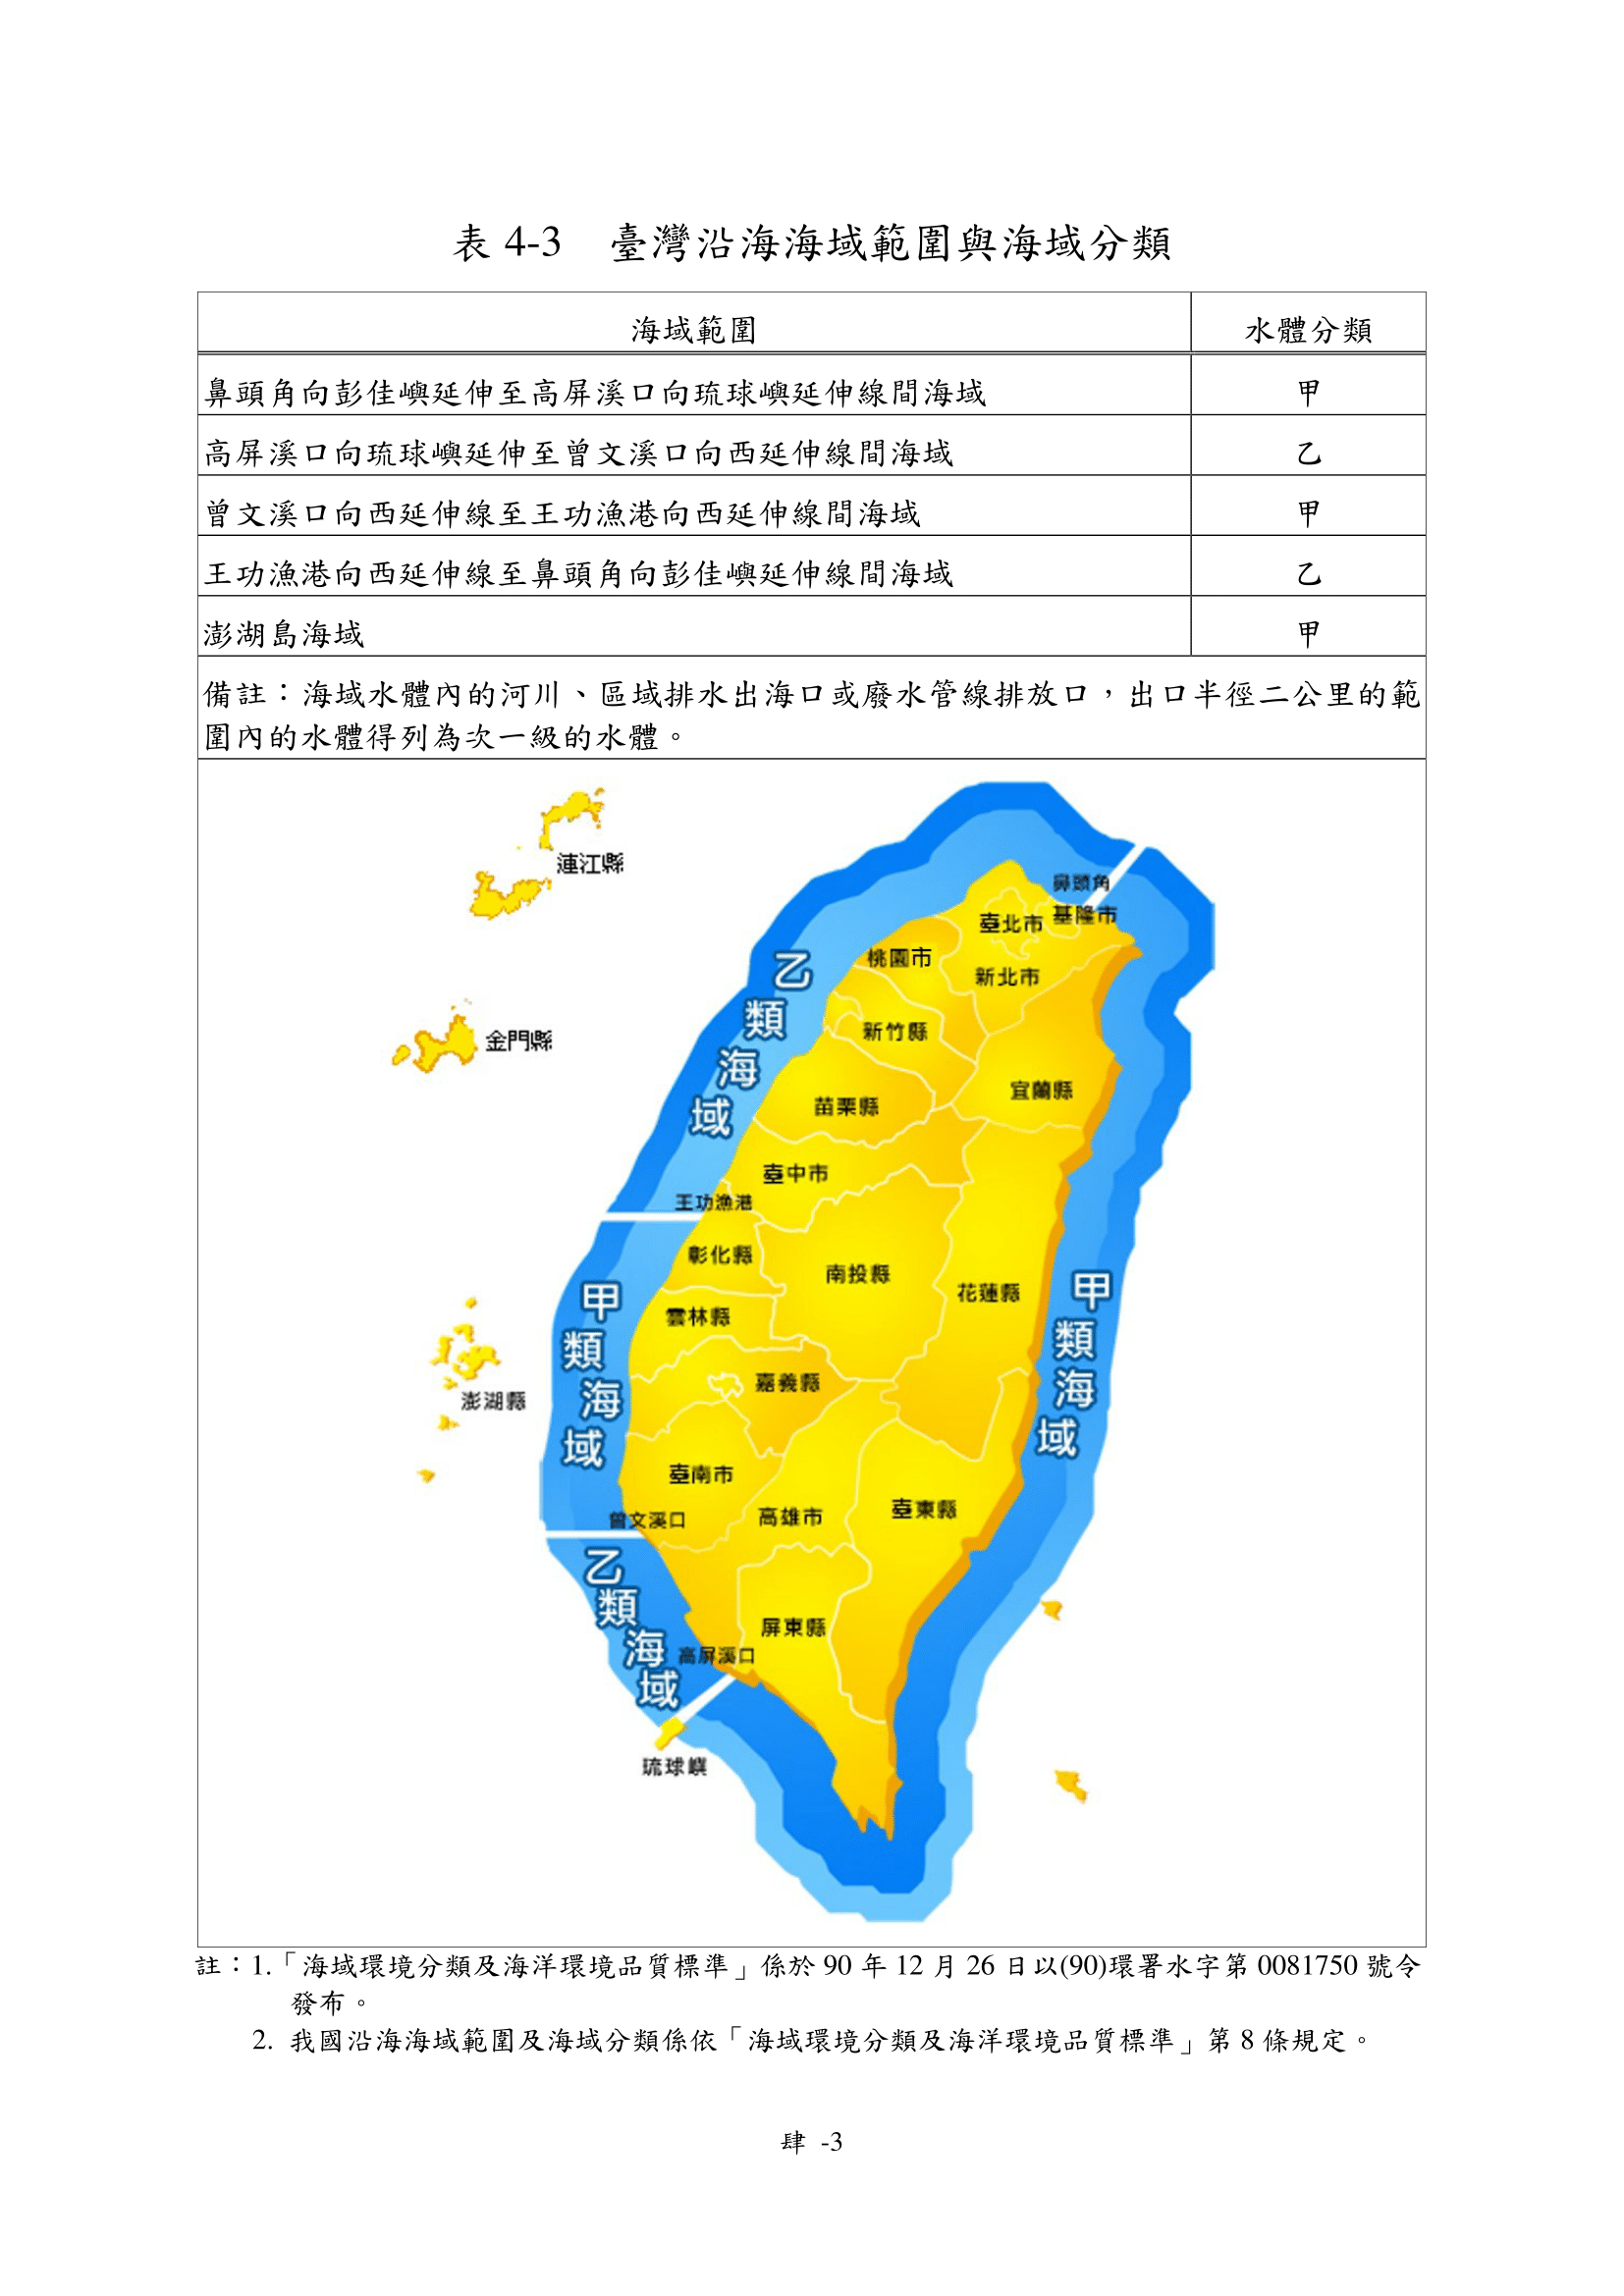 表 4-3 臺灣沿海海域範圍與海域分類
海域範圍 水體分類
鼻頭角向彭佳嶼延伸至高屏溪口向琉球嶼延伸線間海域 甲
高屏溪口向琉球嶼延伸至曾文溪口向西延伸線間海域 乙
曾文溪口向西延伸線至王功漁港向西延伸線間海域 甲
王功漁港向西延伸線至鼻頭角向彭佳嶼延伸線間海域 乙
澎湖島海域 甲
備註：海域水體內的河川、區域排水出海口或廢水管線排放口，出口半徑二公里的範
圍內的水體得列為次一級的水體。
連江縣
鼻頭角
臺北市 基隆市
桃園市
新北市
乙類海域
新竹縣
金門縣
宜蘭縣
苗栗縣
臺中市
王功漁港
彰化縣
南投縣
花蓮縣
甲類海域
甲類海域
雲林縣
嘉義縣
澎湖縣
臺南市
臺東縣
高雄市
曾文溪口
乙類海域
屏東縣
高屏溪口
琉球嶼
註：1.「海域環境分類及海洋環境品質標準」係於 90 年 12 月 26 日以(90)環署水字第 0081750 號令
發布。
2. 我國沿海海域範圍及海域分類係依「海域環境分類及海洋環境品質標準」第 8 條規定。
肆 -3